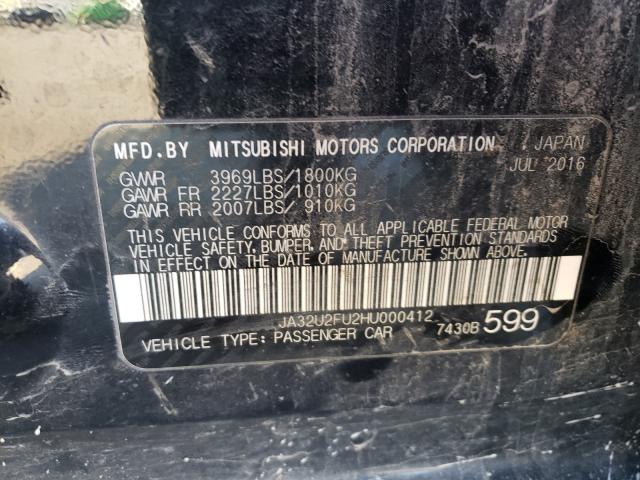 MFD. BY MITSUBISHI MOTORS CORPORATION JAPAN
JUL 2016
GVWR 3969LBS/1800KG
GAWR FR 2227LBS/1010KG
GAWR RR 2007LBS/ 910KG
THIS VEHICLE CONFORMS TO ALL APPLICABLE FEDERAL MOTOR
VEHICLE SAFETY, BUMPER, AND THEFT PREVENTION STANDARDS
IN EFFECT ON THE DATE OF MANUFACTURE SHOWN ABOVE.
JA32U2FU2HU000412
VEHICLE TYPE: PASSENGER CAR 7430B 599